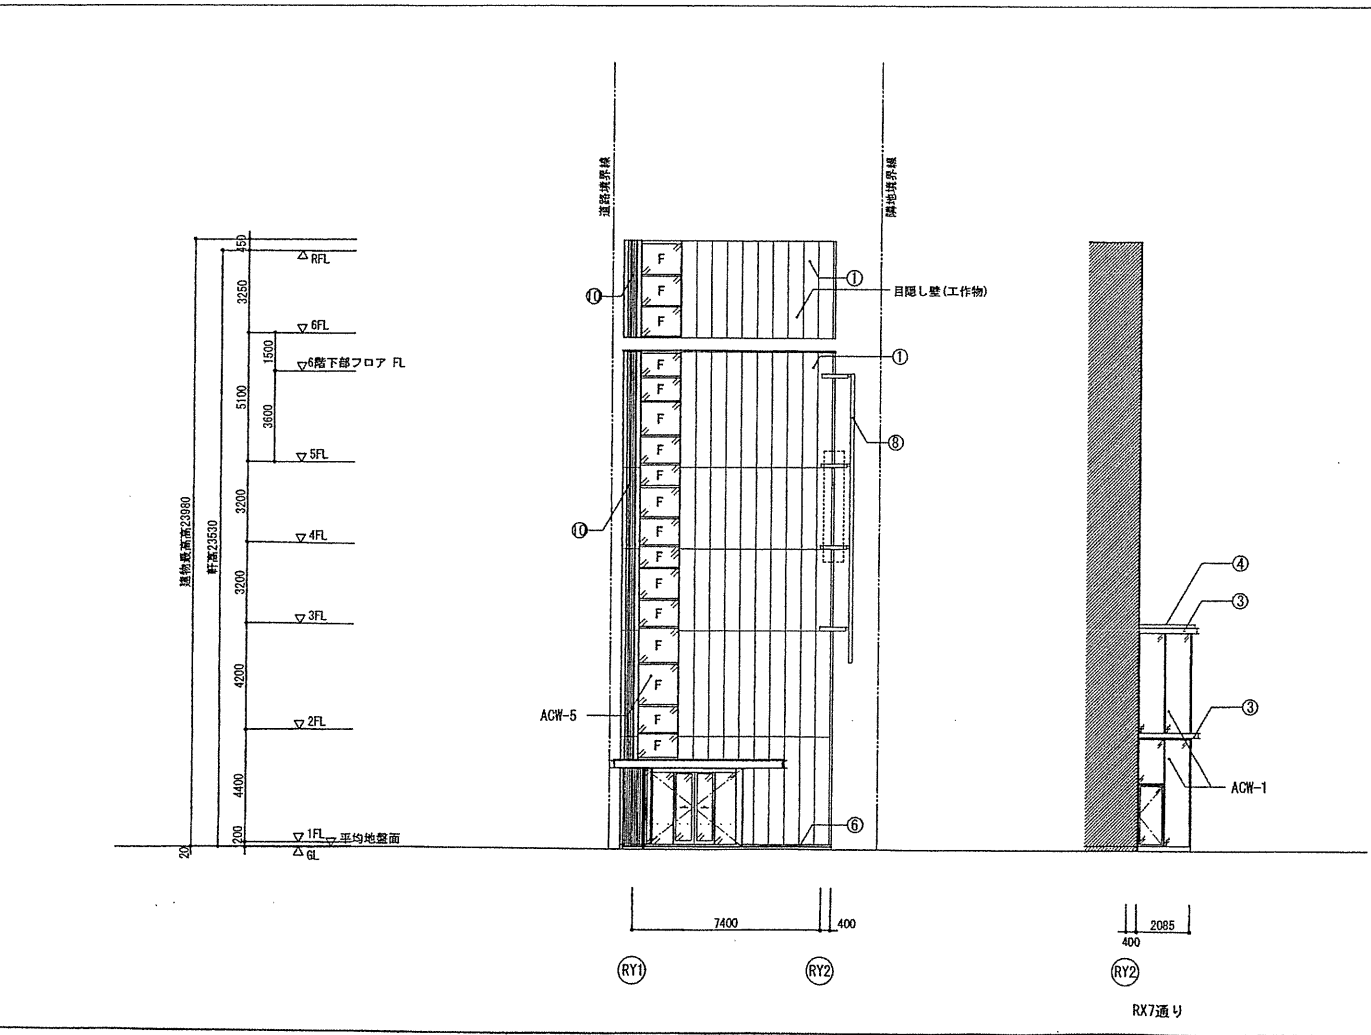 道路境界線
隣地境界線
450
RFL
3250
6FL
1500
6階下部フロア FL
5100
3600
5FL
3200
4FL
3200
3FL
4200
2FL
4400
200
1FL
平均地盤面
GL
20
建物最高高23980
軒高23530
F
F
F
⑩
①
目隠し壁(工作物)
①
F
F
F
F
F
F
F
F
F
F
F
F
F
F
⑧
⑩
ACW-5
⑥
④
③
③
ACW-1
7400
400
RY1
RY2
2085
400
RY2
RX7通り